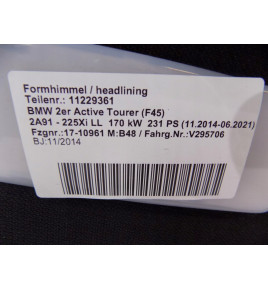 Formhimmel / headlining
Teilenr.: 11229361
BMW 2er Active Tourer (F45)
2A91 - 225Xi LL 170 kW 231 PS (11.2014-06.2021)
Fzgnr.:17-10961 M:B48 / Fahrg.Nr.:V295706
BJ:11/2014